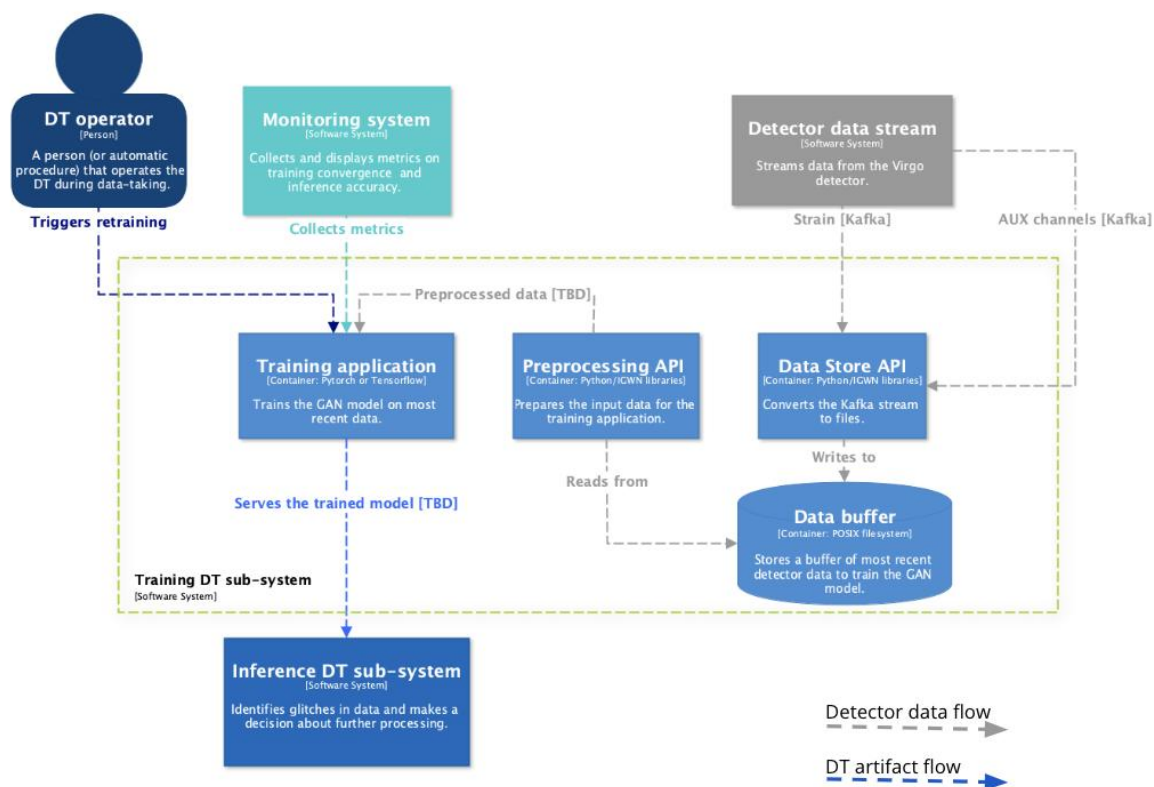 DT operator
[Person]
A person (or automatic
procedure) that operates the
DT during data-taking.
Monitoring system
[Software System]
Collects and displays metrics on
training convergence and
inference accuracy.
Detector data stream
[Software System]
Streams data from the Virgo
detector.
Triggers retraining
Collects metrics
Strain [Kafka]
AUX channels [Kafka]
Preprocessed data [TBD]
Training application
[Container: Pytorch or Tensorflow]
Trains the GAN model on most
recent data.
Preprocessing API
[Container: Python/IGWN libraries]
Prepares the input data for the
training application.
Data Store API
[Container: Python/IGWN libraries]
Converts the Kafka stream
to files.
Writes to
Reads from
Serves the trained model [TBD]
Data buffer
[Container: POSIX filesystem]
Stores a buffer of most recent
detector data to train the GAN
model.
Training DT sub-system
[Software System]
Inference DT sub-system
[Software System]
Identifies glitches in data and makes a
decision about further processing.
Detector data flow
DT artifact flow